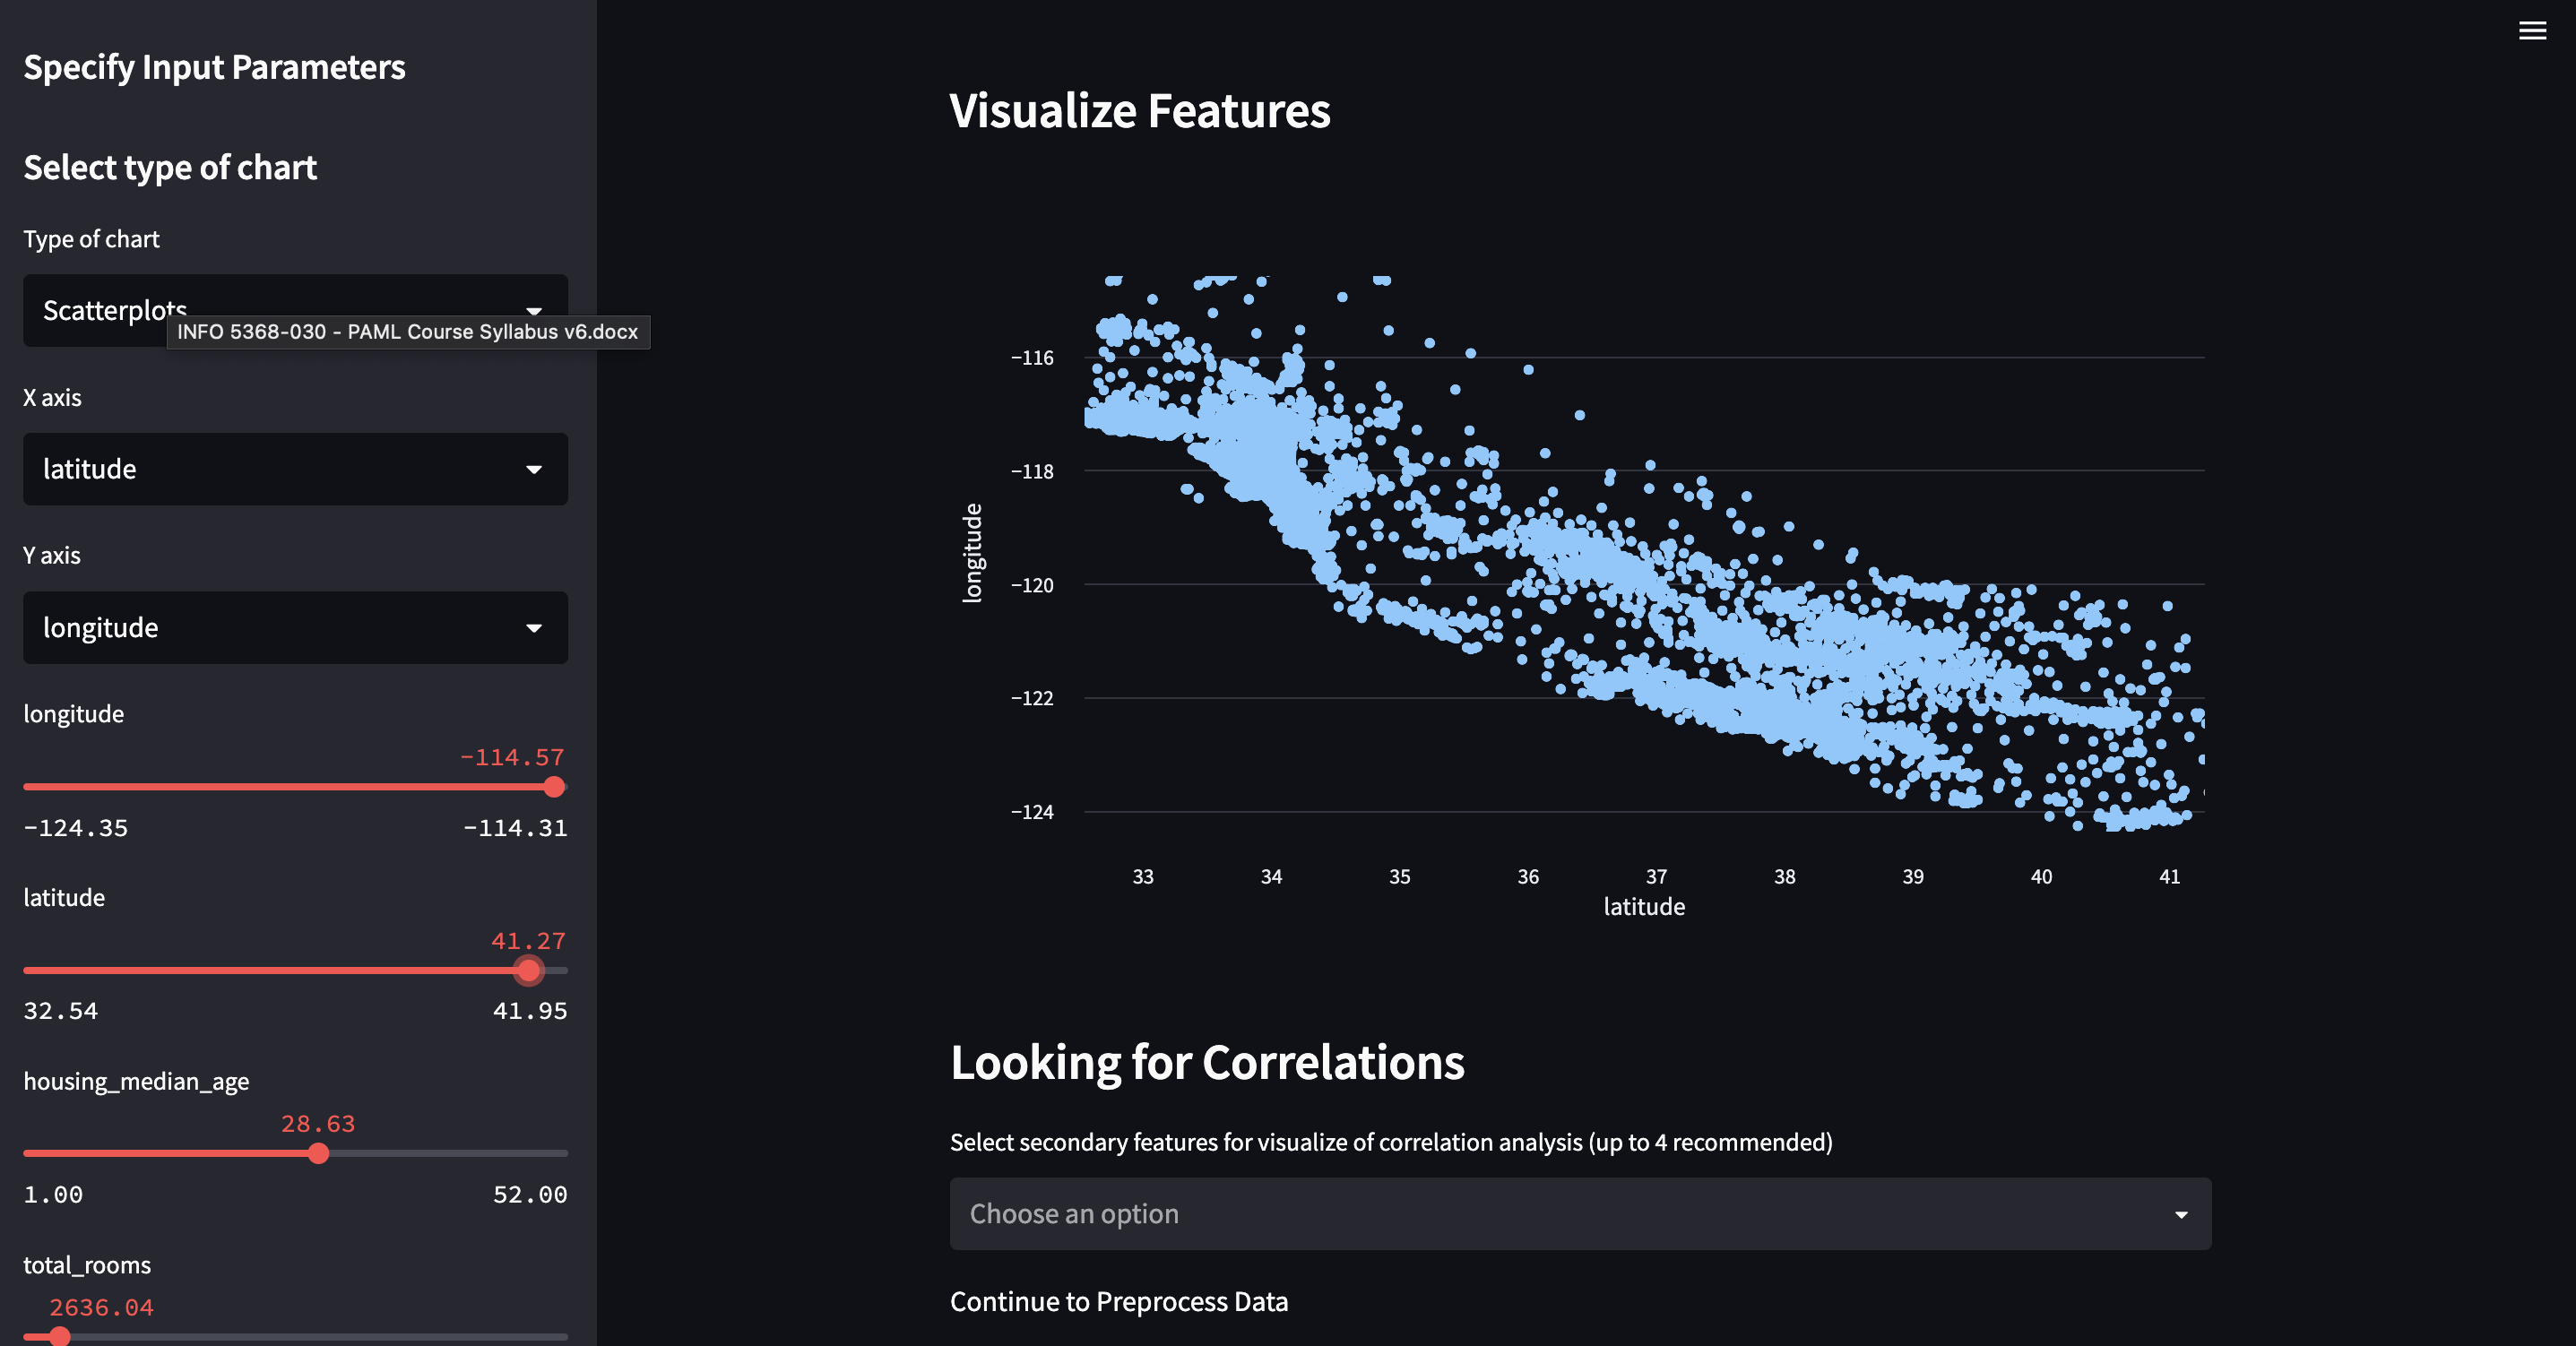 Specify Input Parameters
Select type of chart
Type of chart
Scatterplots
INFO 5368-030 - PAML Course Syllabus v6.docx
X axis
latitude
Y axis
longitude
longitude
-114.57
-124.35 -114.31
latitude
41.27
32.54 41.95
housing_median_age
28.63
1.00 52.00
total_rooms
2636.04
Visualize Features
−116
−118
−120
−122
−124
longitude
33 34 35 36 37 38 39 40 41
latitude
Looking for Correlations
Select secondary features for visualize of correlation analysis (up to 4 recommended)
Choose an option
Continue to Preprocess Data